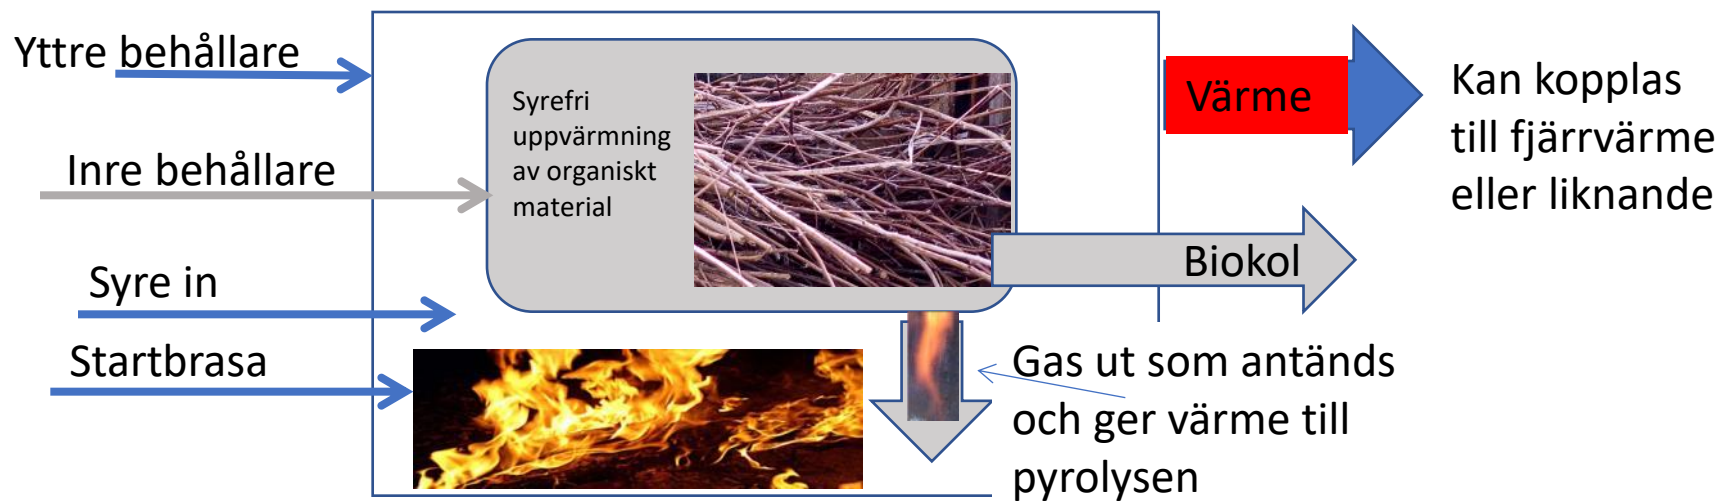 Yttre behållare
Inre behållare
Syre in
Startbrasa
Syrefri
uppvärmning
av organiskt
material
Värme
Kan kopplas
till fjärrvärme
eller liknande
Biokol
Gas ut som antänds
och ger värme till
pyrolysen